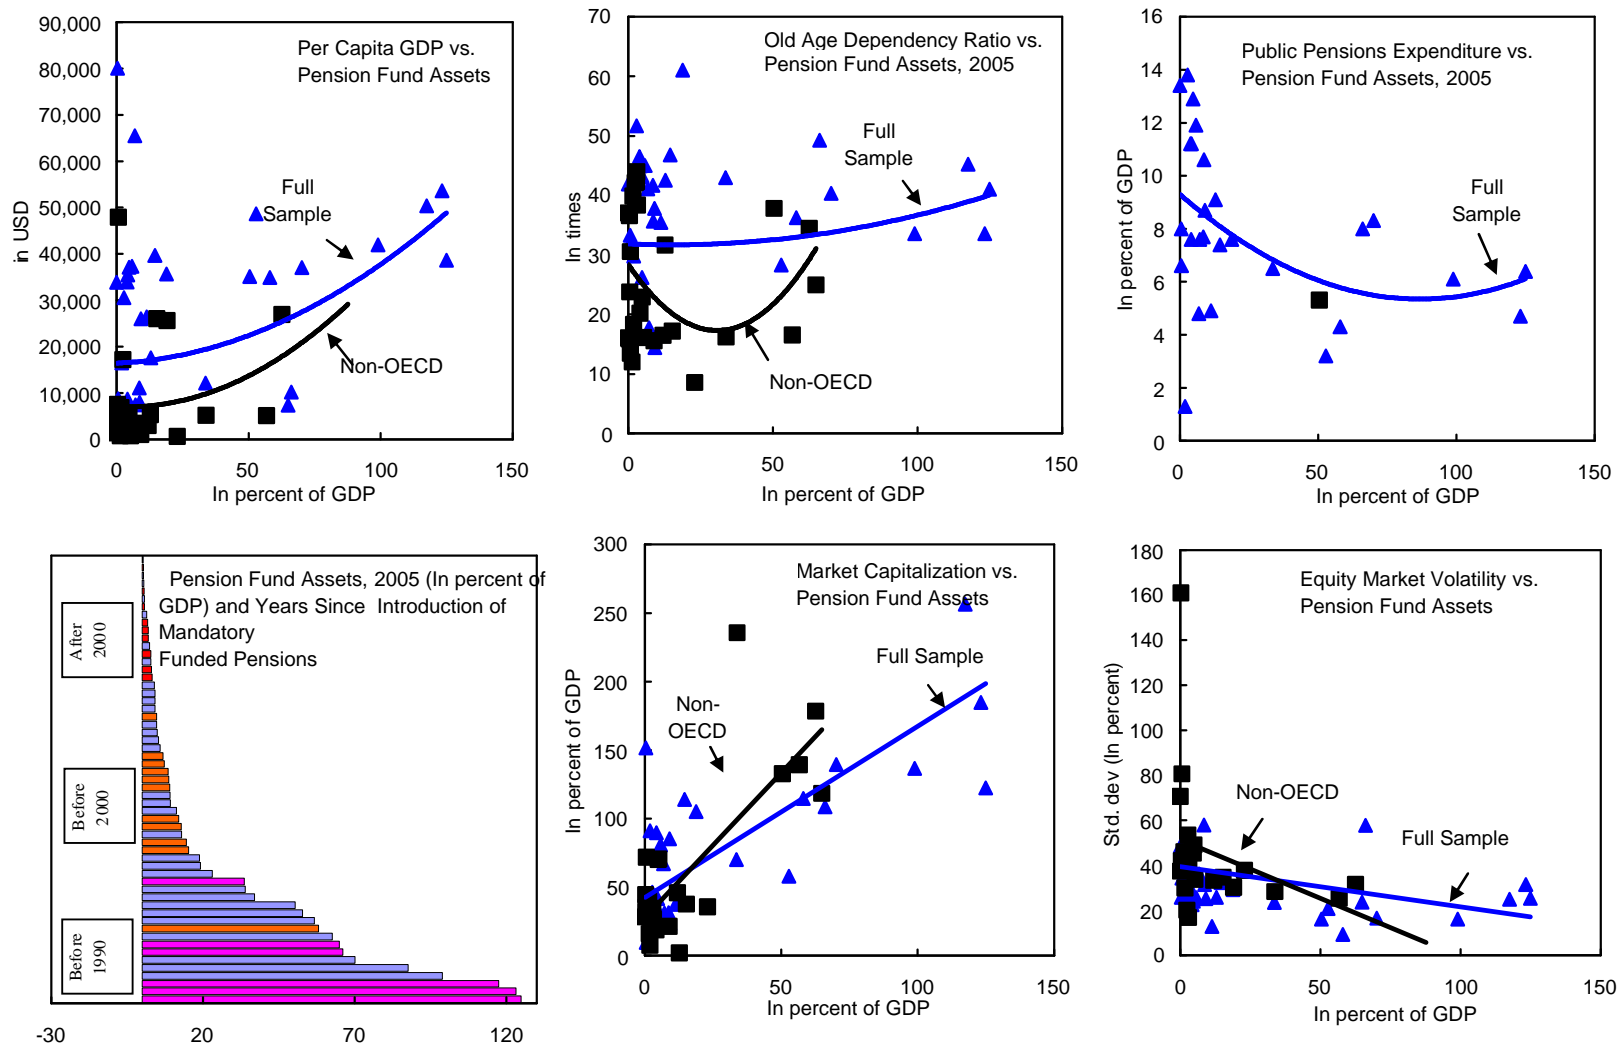 Per Capita GDP vs.
Pension Fund Assets
90,000
80,000
70,000
60,000
50,000
40,000
30,000
20,000
10,000
0
in USD
Full
Sample
Non-OECD
0 50 100 150
In percent of GDP
Old Age Dependency Ratio vs.
Pension Fund Assets, 2005
70
60
50
40
30
20
10
0
In times
Full
Sample
Non-OECD
0 50 100 150
In percent of GDP
Public Pensions Expenditure vs.
Pension Fund Assets, 2005
16
14
12
10
8
6
4
2
0
In percent of GDP
Full
Sample
0 50 100 150
In percent of GDP
Pension Fund Assets, 2005 (In percent of
GDP) and Years Since Introduction of
Mandatory
Funded Pensions
After
2000
Before
2000
Before
1990
-30 20 70 120
Market Capitalization vs.
Pension Fund Assets
300
250
200
150
100
50
0
In percent of GDP
Full Sample
Non-
OECD
0 50 100 150
In percent of GDP
Equity Market Volatility vs.
Pension Fund Assets
180
160
140
120
100
80
60
40
20
0
Std. dev (In percent)
Non-OECD
Full Sample
0 50 100 150
In percent of GDP